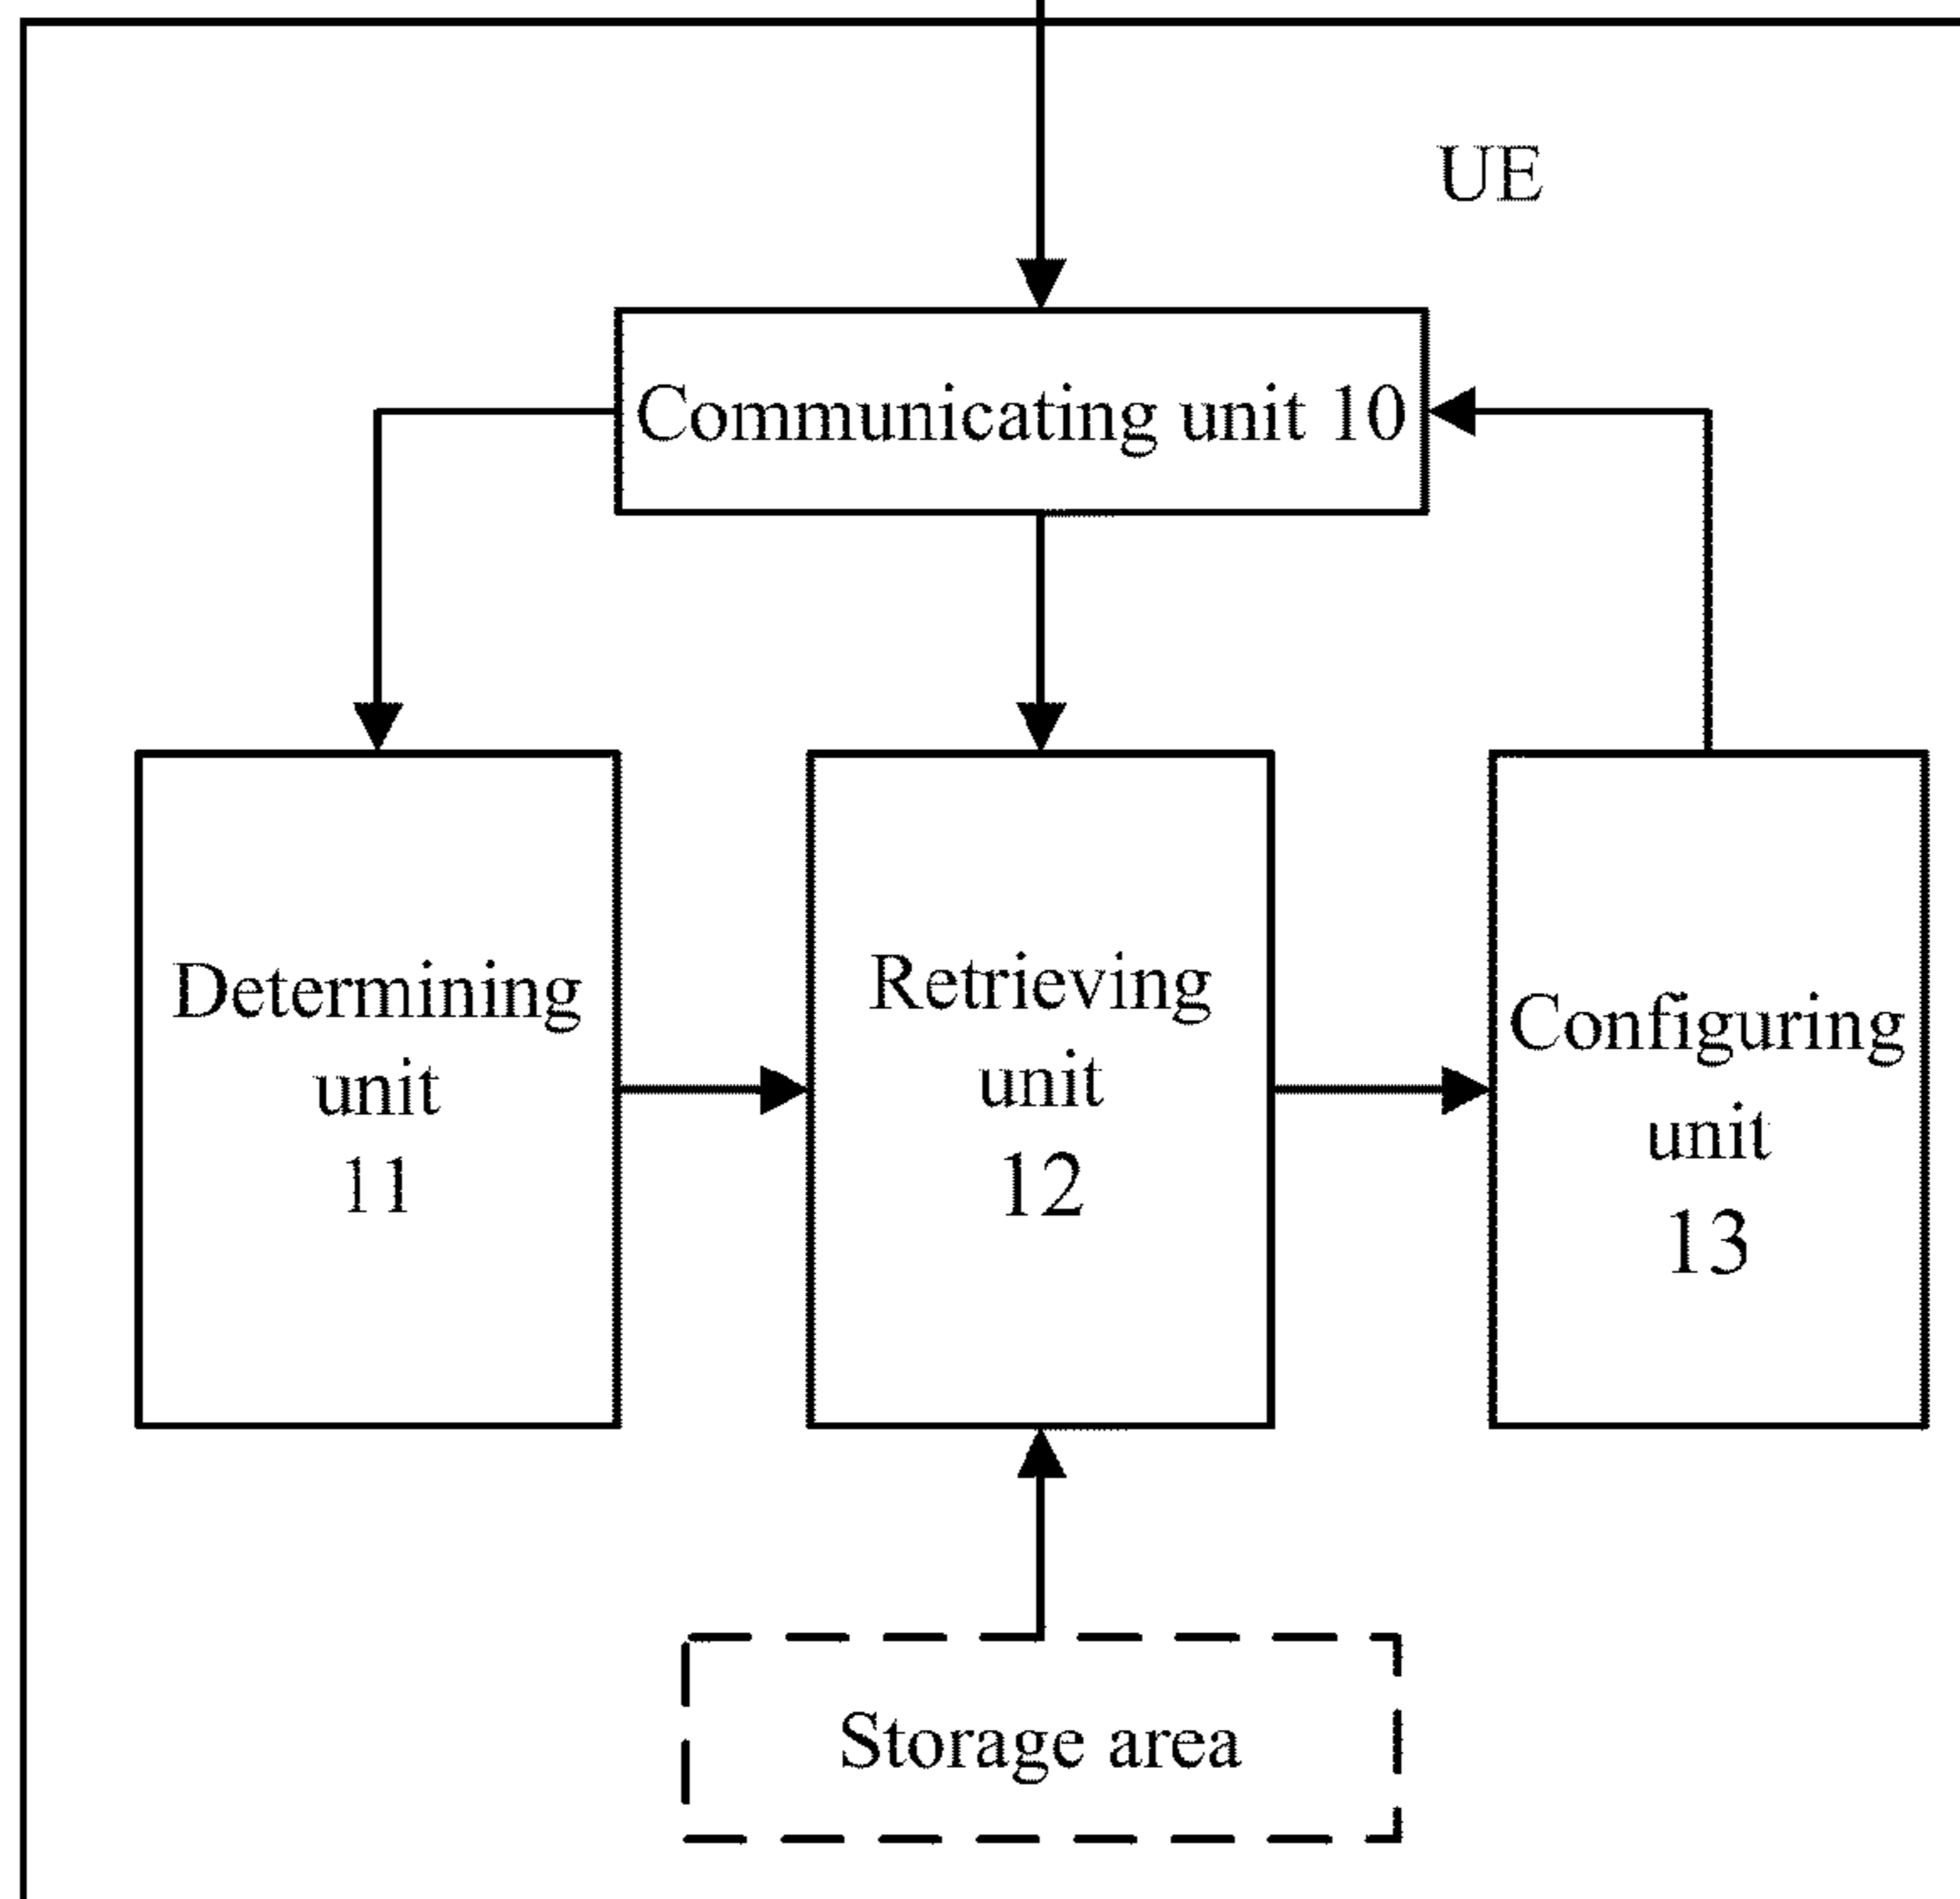 UE
Communicating unit 10
Determining
unit
11
Retrieving
unit
12
Configuring
unit
13
Storage area